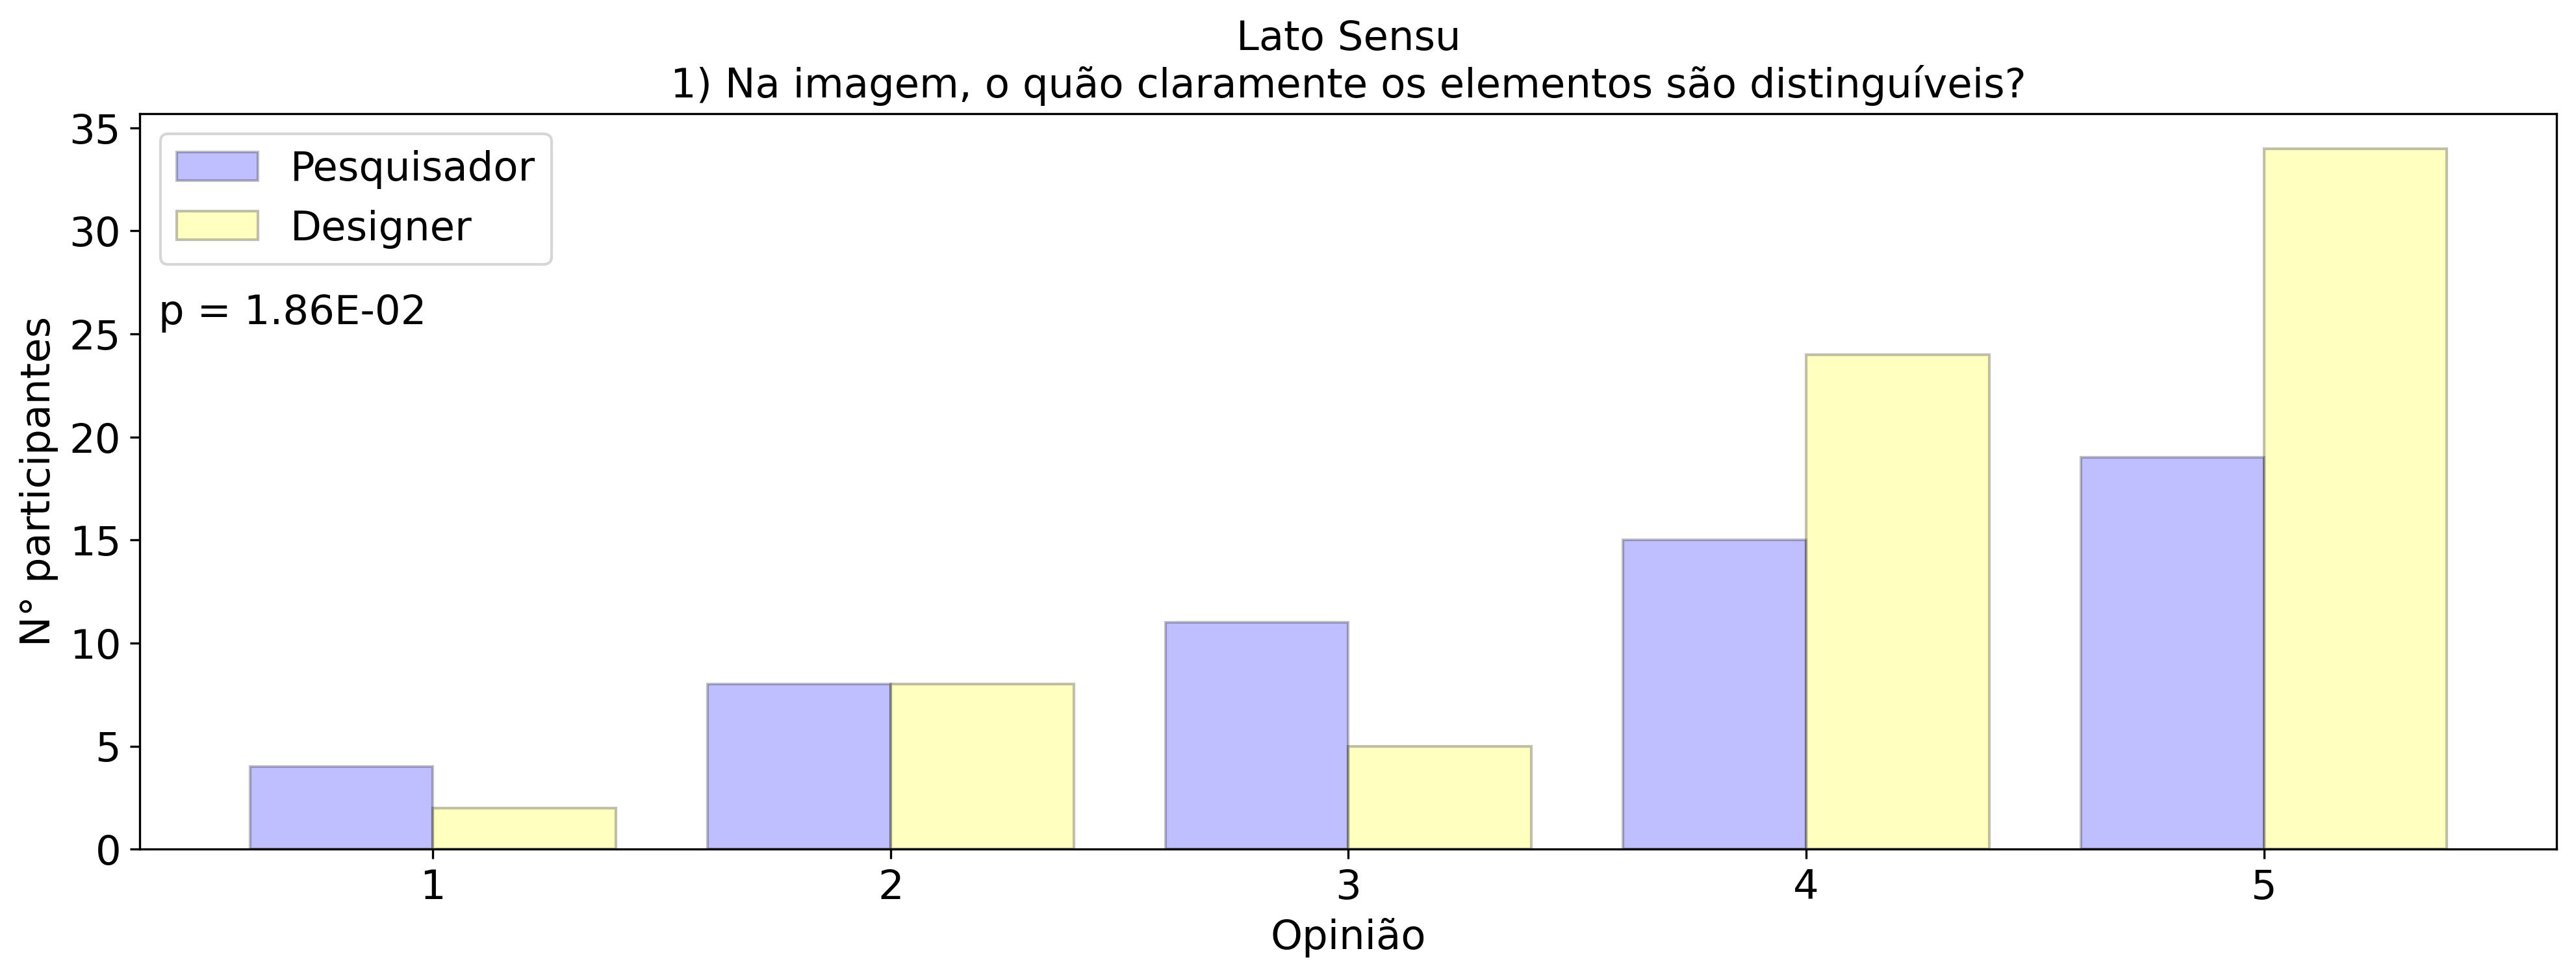 Lato Sensu
1) Na imagem, o quão claramente os elementos são distinguíveis?
Pesquisador
Designer
p = 1.86E-02
N° participantes
35
30
25
20
15
10
5
0
1 2 3 4 5
Opinião